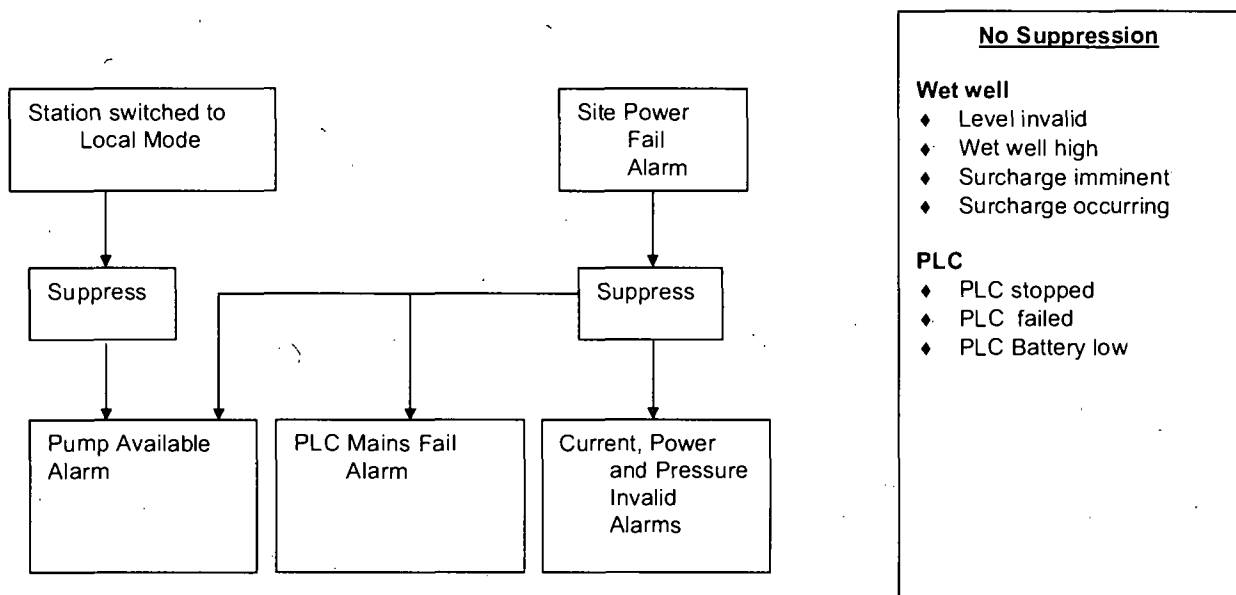 Station switched to
Local Mode
Site Power
Fail
Alarm
Suppress
Suppress
Pump Available
Alarm
PLC Mains Fail
Alarm
Current, Power
and Pressure
Invalid
Alarms
No Suppression
Wet well
♦ Level invalid
♦ Wet well high
♦ Surcharge imminent
♦ Surcharge occurring
PLC
♦ PLC stopped
♦ PLC failed
♦ PLC Battery low